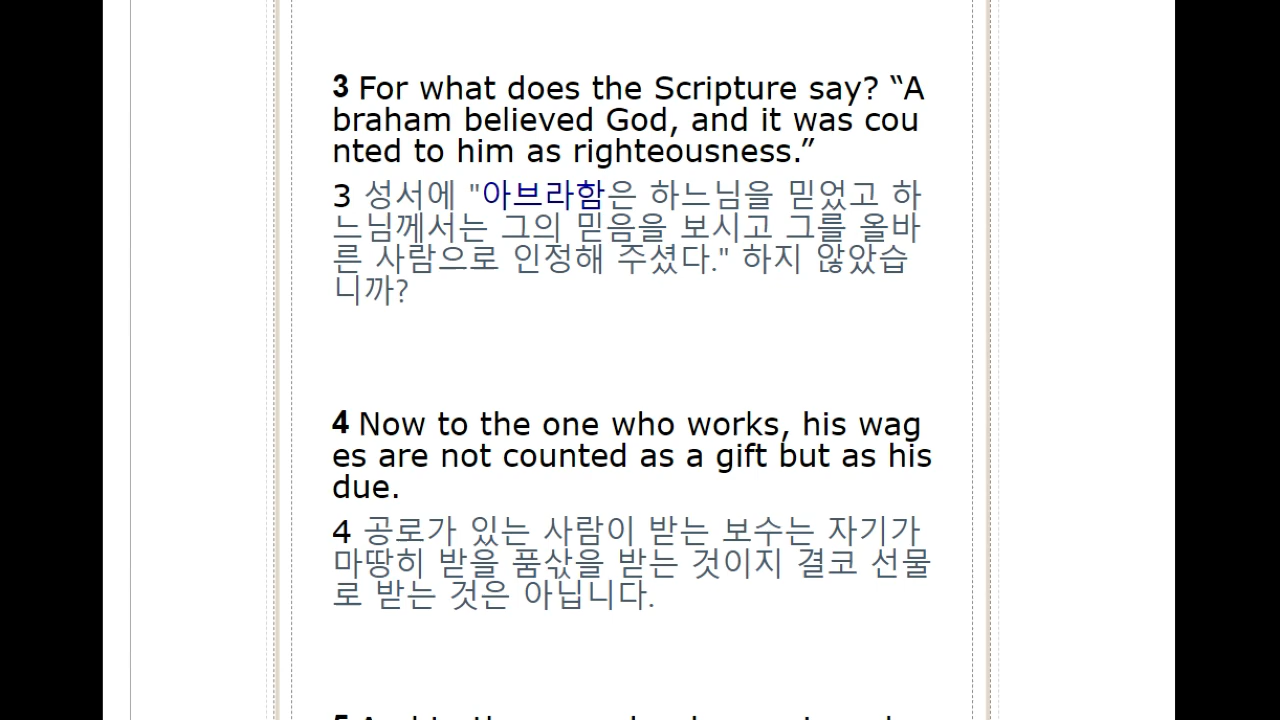 3 For what does the Scripture say? “A
braham believed God, and it was cou
nted to him as righteousness.”
3 성서에 "아브라함은 하느님을 믿었고 하
느님께서는 그의 믿음을 보시고 그를 올바
른 사람으로 인정해 주셨다." 하지 않았습
니까?
4 Now to the one who works, his wag
es are not counted as a gift but as his
due.
4 공로가 있는 사람이 받는 보수는 자기가
마땅히 받을 품삯을 받는 것이지 결코 선물
로 받는 것은 아닙니다.